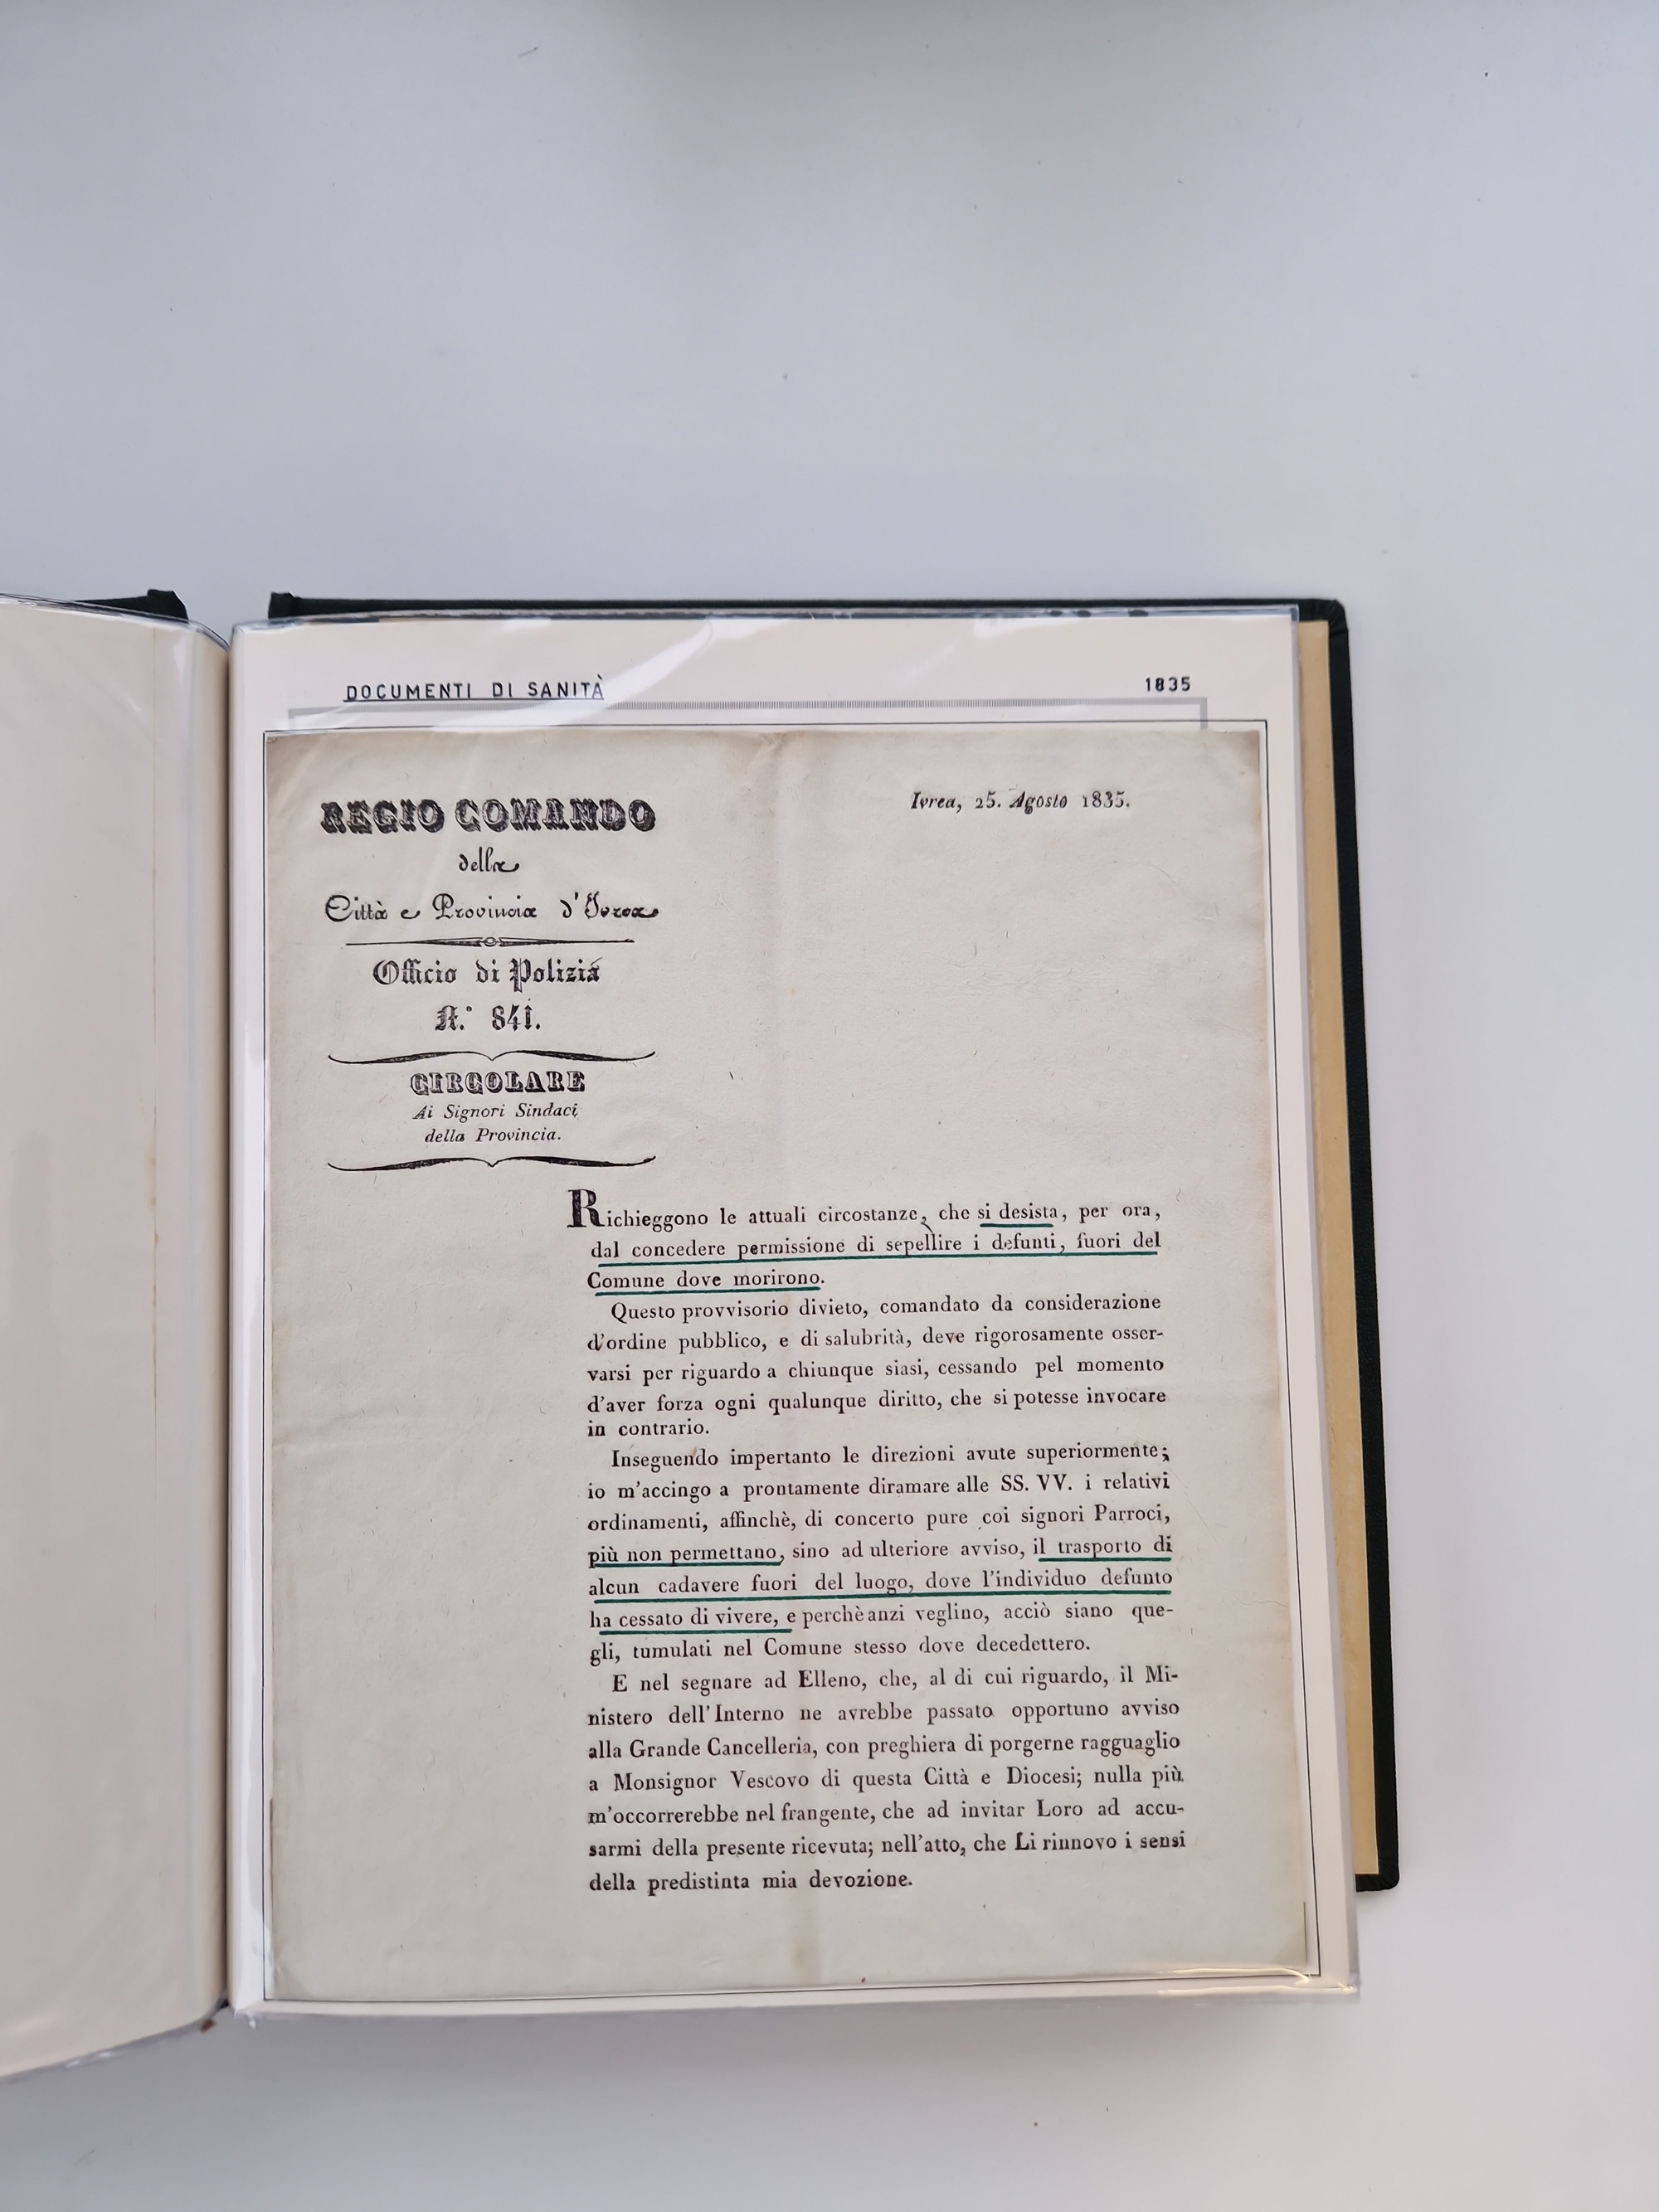 DOCUMENTI DI SANITÀ
1835
REGIO COMANDO
della
Città e Provincia d'Ivrea
Officio di Polizia
N.° 841.
CIRCOLARE
Ai Signori Sindaci
della Provincia.
Ivrea, 25. Agosto 1835.
Richieggono le attuali circostanze, che si desista, per ora,
dal concedere permissione di sepellire i defunti, fuori del
Comune dove morirono.
Questo provvisorio divieto, comandato da considerazione
d'ordine pubblico, e di salubrità, deve rigorosamente osser-
varsi per riguardo a chiunque siasi, cessando pel momento
d'aver forza ogni qualunque diritto, che si potesse invocare
in contrario.
Inseguendo impertanto le direzioni avute superiormente;
io m'accingo a prontamente diramare alle SS. VV. i relativi
ordinamenti, affinchè, di concerto pure coi signori Parroci,
più non permettano, sino ad ulteriore avviso, il trasporto di
alcun cadavere fuori del luogo, dove l'individuo defunto
ha cessato di vivere, e perchè anzi veglino, acciò siano que-
gli, tumulati nel Comune stesso dove decedettero.
E nel segnare ad Elleno, che, al di cui riguardo, il Mi-
nistero dell'Interno ne avrebbe passato opportuno avviso
alla Grande Cancelleria, con preghiera di porgerne ragguaglio
a Monsignor Vescovo di questa Città e Diocesi; nulla più
m'occorrerebbe nel frangente, che ad invitar Loro ad accu-
sarmi della presente ricevuta; nell'atto, che Li rinnovo i sensi
della predistinta mia devozione.